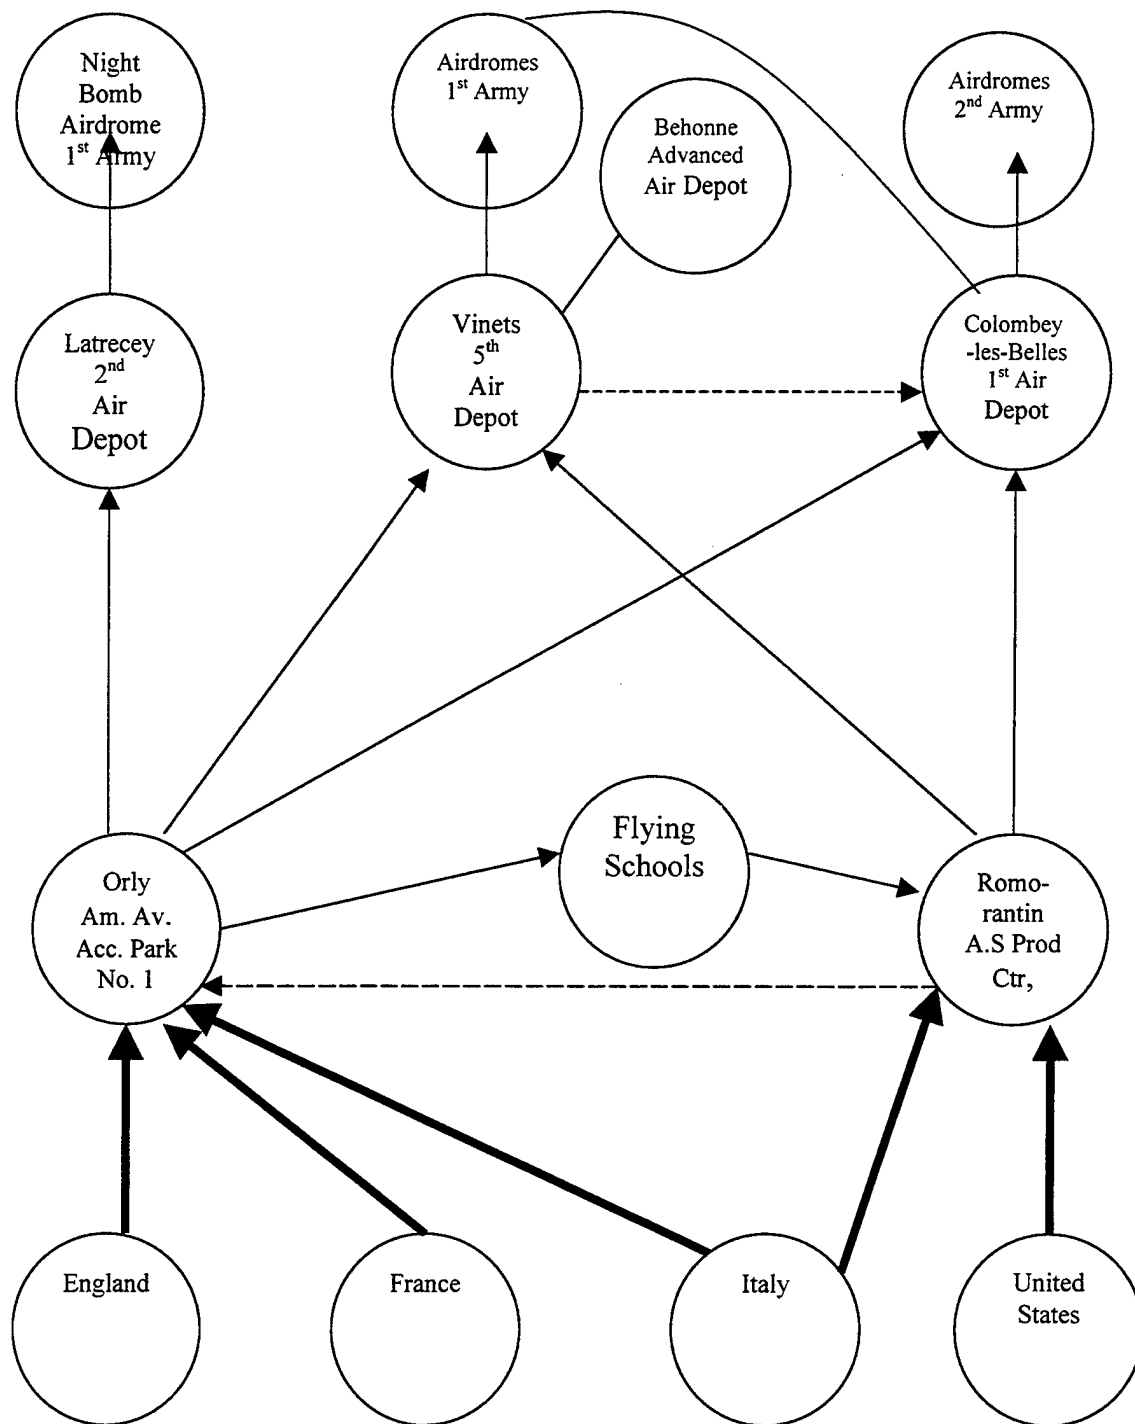 Night
Bomb
Airdrome
1st Army
Airdromes
1st Army
Behonne
Advanced
Air Depot
Airdromes
2nd Army
Latrecey
2nd
Air
Depot
Vinets
5th
Air
Depot
Colombey
-les-Belles
1st Air
Depot
Flying
Schools
Orly
Am. Av.
Acc. Park
No. 1
Romo-
rantin
A.S Prod
Ctr,
England
France
Italy
United
States